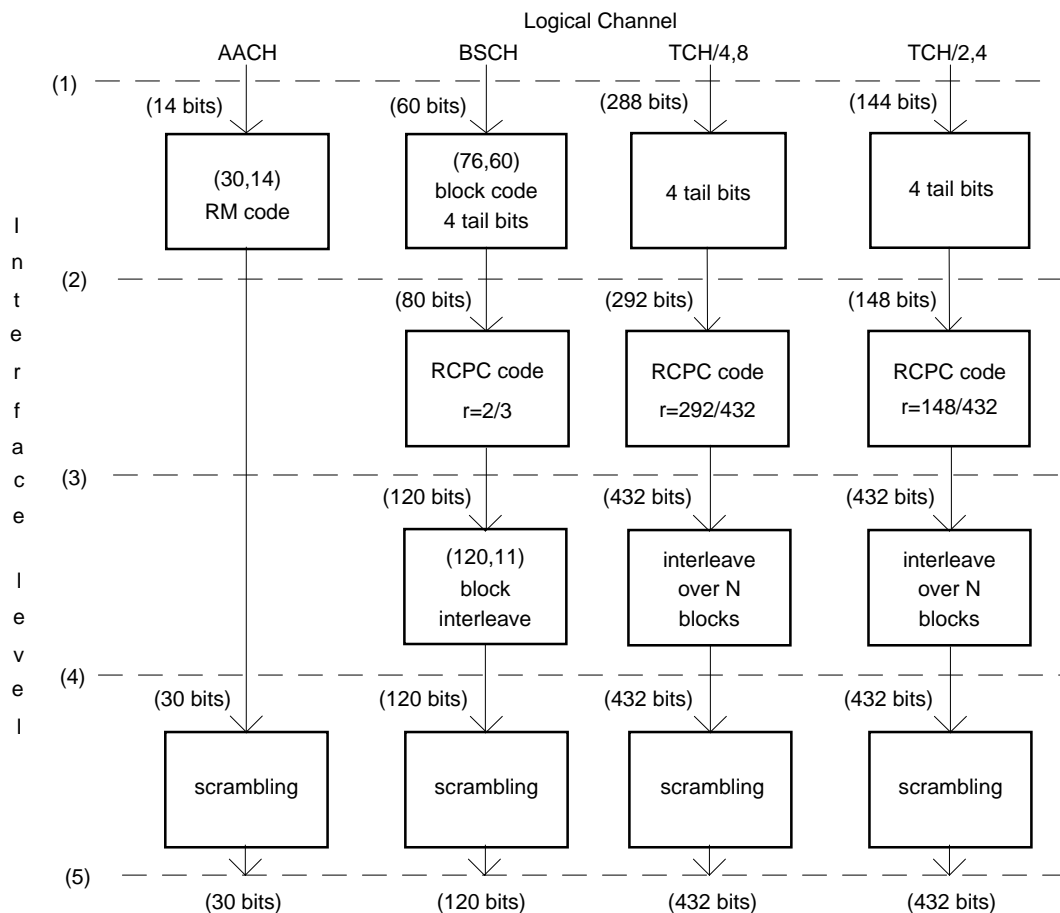 Logical Channel
AACH BSCH TCH/4,8 TCH/2,4
(1)
(14 bits) (60 bits) (288 bits) (144 bits)
(30,14)
RM code
(76,60)
block code
4 tail bits
4 tail bits
4 tail bits
(2)
(80 bits) (292 bits) (148 bits)
RCPC code
r=2/3
RCPC code
r=292/432
RCPC code
r=148/432
(3)
(120 bits) (432 bits) (432 bits)
(120,11)
block
interleave
interleave
over N
blocks
interleave
over N
blocks
(4)
(30 bits) (120 bits) (432 bits) (432 bits)
scrambling scrambling scrambling scrambling
(5)
(30 bits) (120 bits) (432 bits) (432 bits)
Interface level